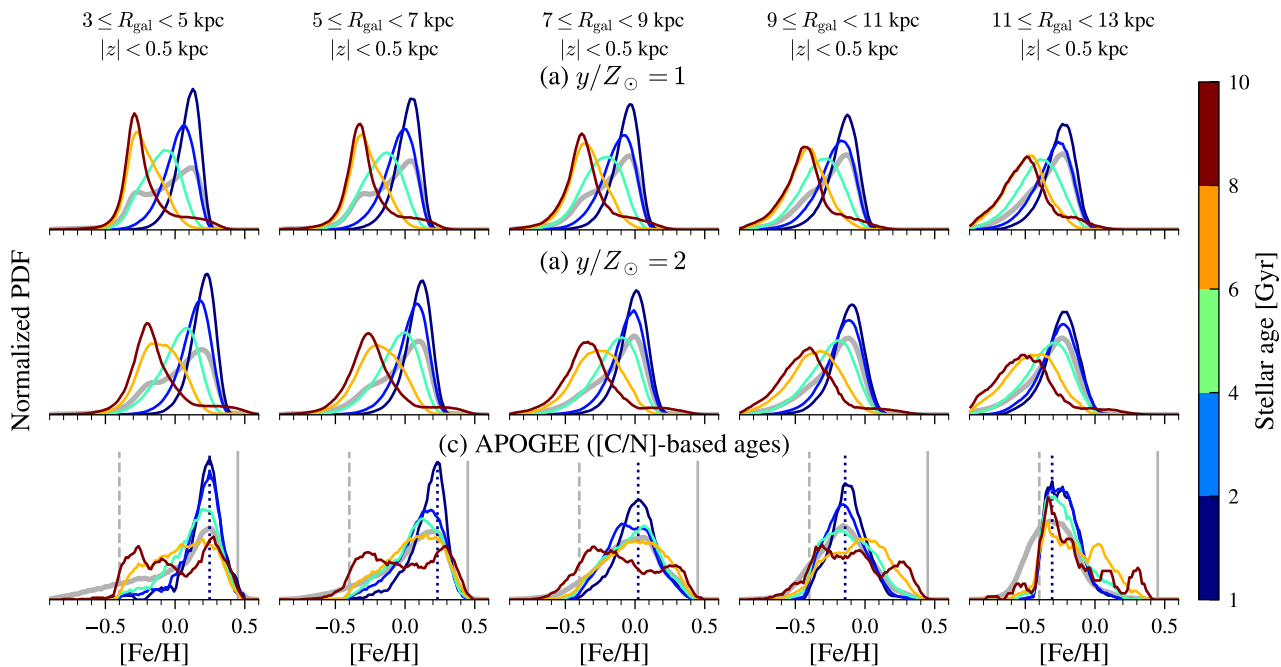 3 ≤ R_gal < 5 kpc
|z| < 0.5 kpc
5 ≤ R_gal < 7 kpc
|z| < 0.5 kpc
7 ≤ R_gal < 9 kpc
|z| < 0.5 kpc
9 ≤ R_gal < 11 kpc
|z| < 0.5 kpc
11 ≤ R_gal < 13 kpc
|z| < 0.5 kpc
(a) y/Z_⊙ = 1
(a) y/Z_⊙ = 2
(c) APOGEE ([C/N]-based ages)
Normalized PDF
−0.5 0.0 0.5
[Fe/H]
−0.5 0.0 0.5
[Fe/H]
−0.5 0.0 0.5
[Fe/H]
−0.5 0.0 0.5
[Fe/H]
−0.5 0.0 0.5
[Fe/H]
10
8
6
4
2
1
Stellar age [Gyr]